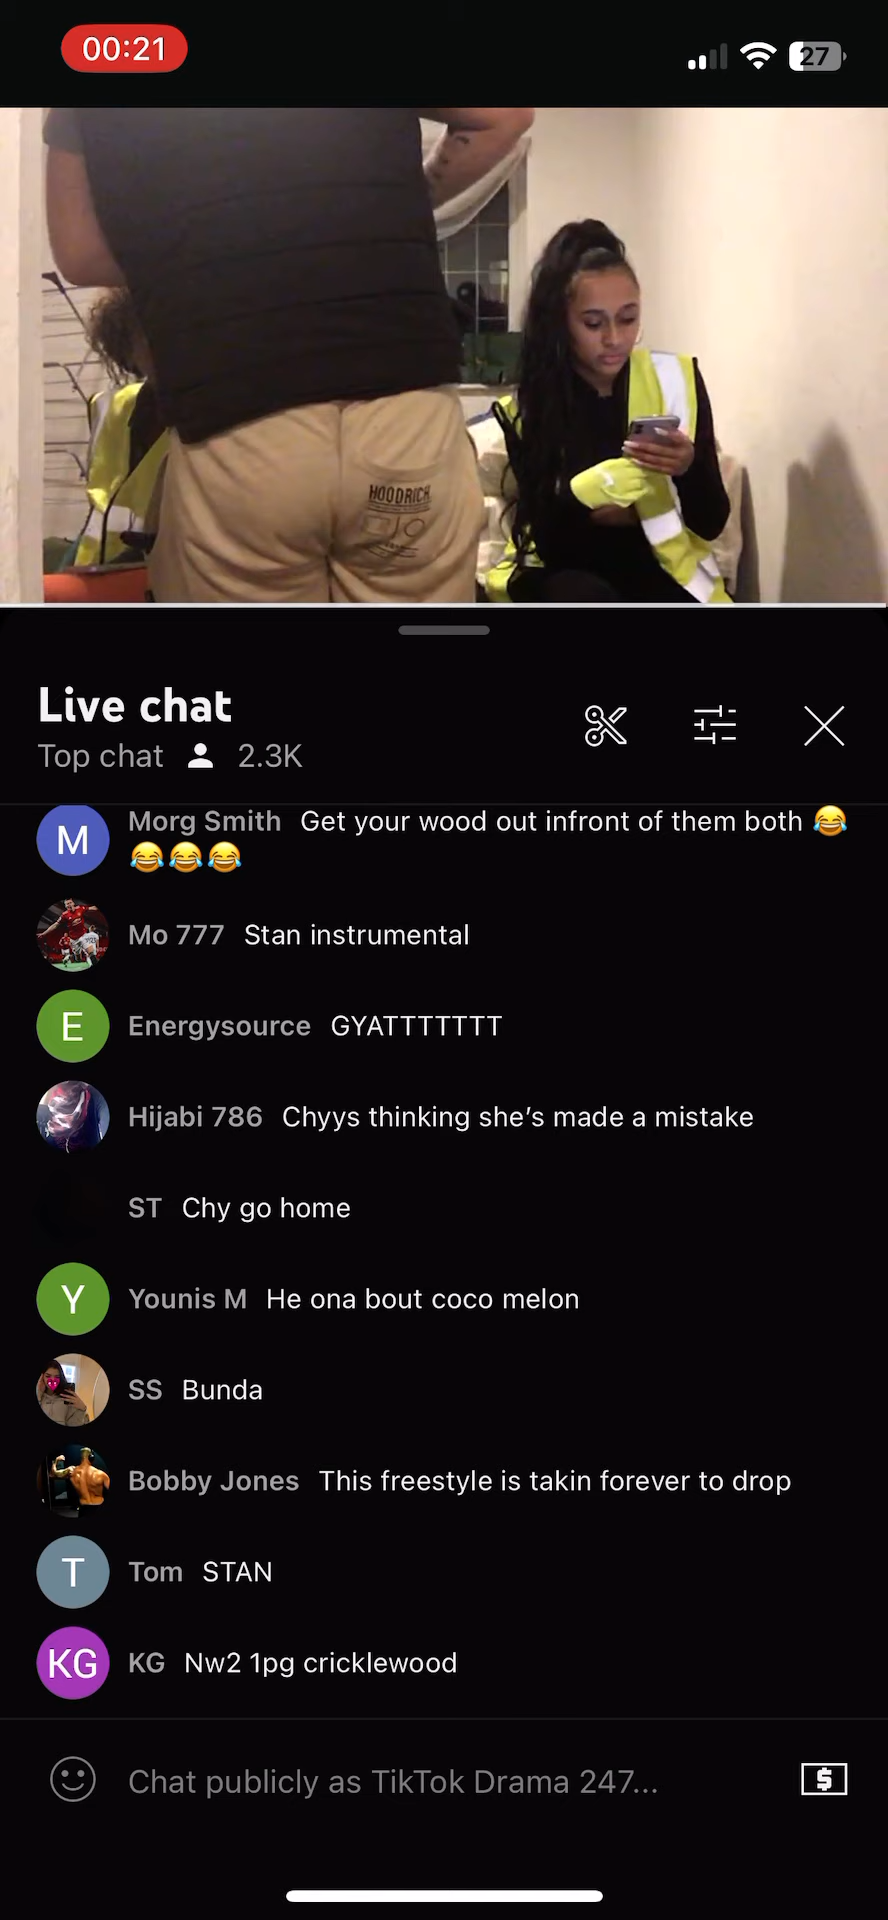 00:21
27
HOODRICH
Live chat
Top chat 2.3K
M Morg Smith Get your wood out infront of them both 😂
😂😂😂
Mo 777 Stan instrumental
E Energysource GYATTTTTTT
Hijabi 786 Chyys thinking she’s made a mistake
ST Chy go home
Y Younis M He ona bout coco melon
SS Bunda
Bobby Jones This freestyle is takin forever to drop
T Tom STAN
KG KG Nw2 1pg cricklewood
Chat publicly as TikTok Drama 247...
$